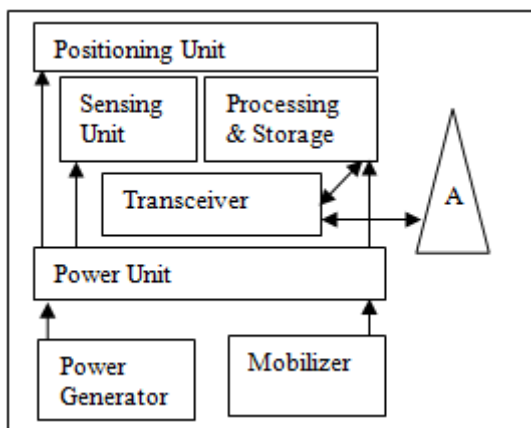 Positioning Unit
Sensing
Unit
Processing
& Storage
Transceiver
A
Power Unit
Power
Generator
Mobilizer